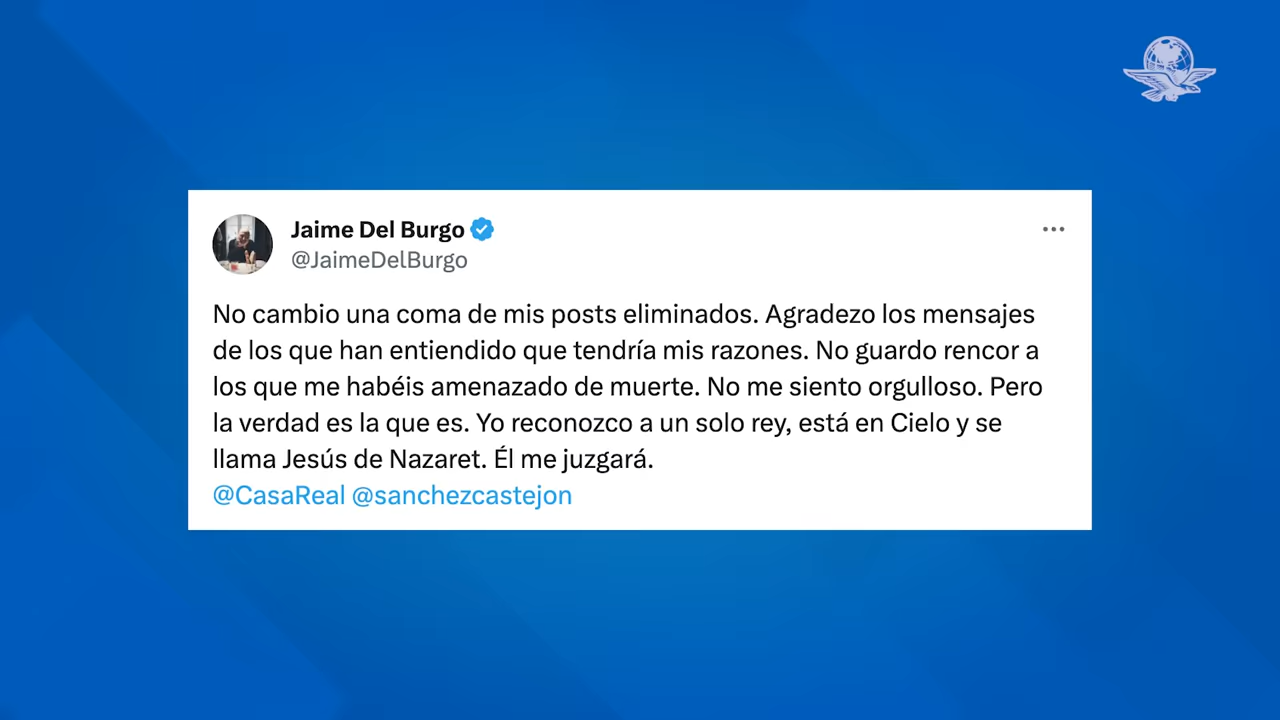 Jaime Del Burgo
@JaimeDelBurgo
No cambio una coma de mis posts eliminados. Agradezo los mensajes
de los que han entiendido que tendría mis razones. No guardo rencor a
los que me habéis amenazado de muerte. No me siento orgulloso. Pero
la verdad es la que es. Yo reconozco a un solo rey, está en Cielo y se
llama Jesús de Nazaret. Él me juzgará.
@CasaReal @sanchezcastejon